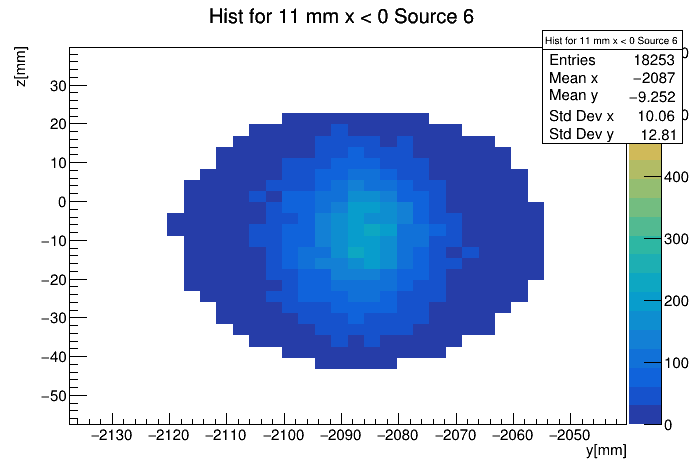 Hist for 11 mm x < 0 Source 6
z[mm]
Hist for 11 mm x < 0 Source 6
Entries 18253
Mean x −2087
Mean y −9.252
Std Dev x 10.06
Std Dev y 12.81
30
20
10
0
−10
−20
−30
−40
−50
0
0
400
300
200
100
0
−2130 −2120 −2110 −2100 −2090 −2080 −2070 −2060 −2050
y[mm]